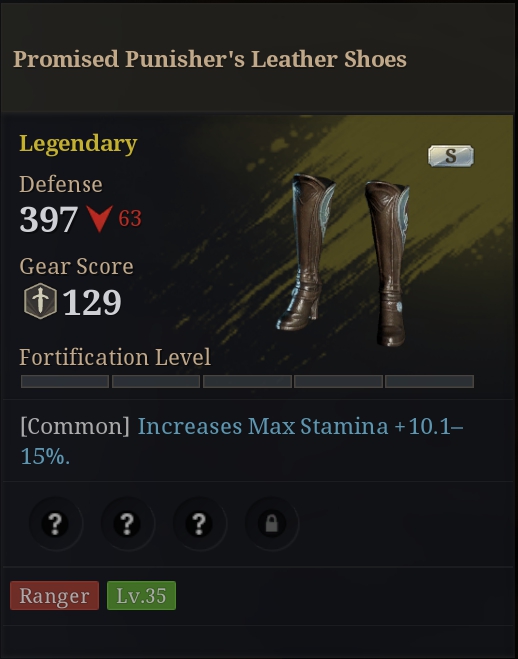 Promised Punisher's Leather Shoes
Legendary
S
Defense
397 63
Gear Score
129
Fortification Level
[Common] Increases Max Stamina +10.1–
15%.
? ? ?
Ranger Lv.35